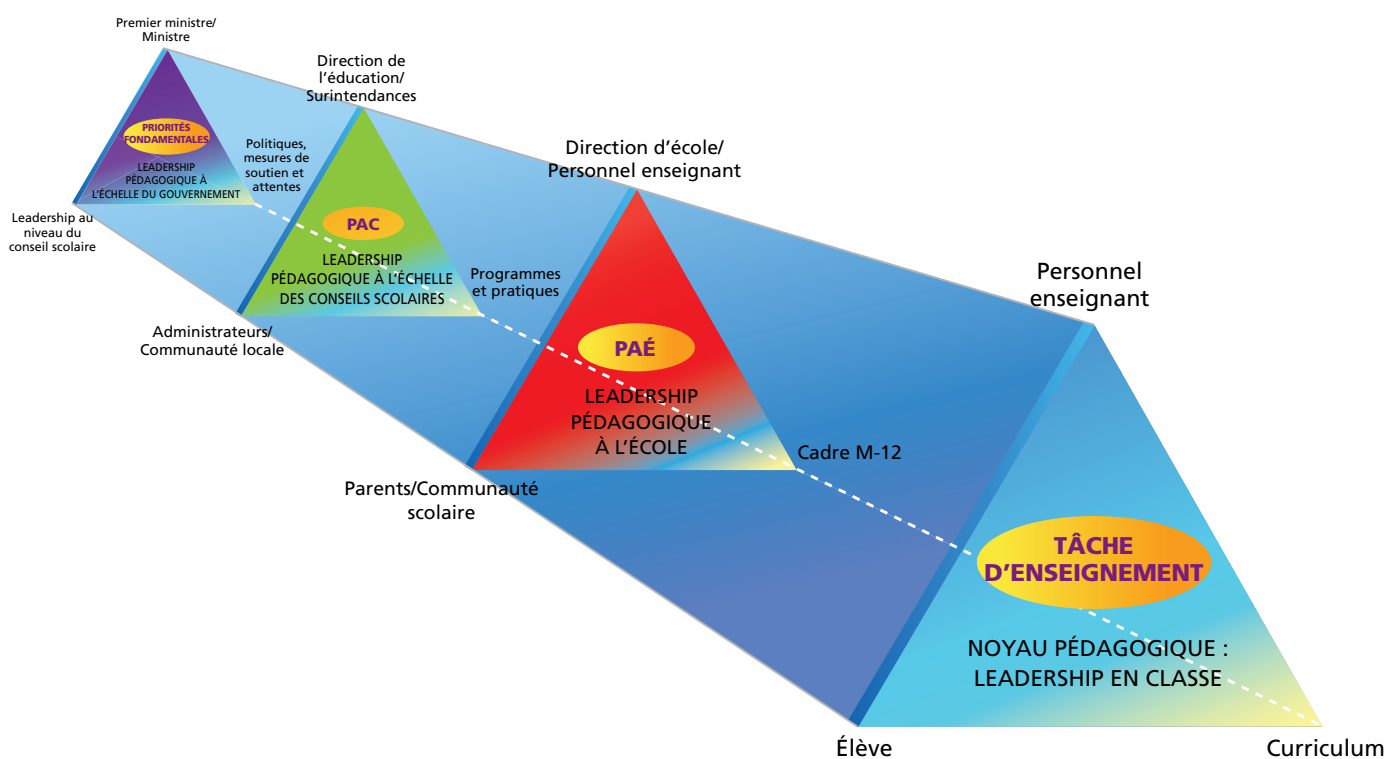 Premier ministre/
Ministre
PRIORITÉS
FONDAMENTALES
LEADERSHIP
PÉDAGOGIQUE À
L'ÉCHELLE DU GOUVERNEMENT
Leadership au
niveau du
conseil scolaire
Politiques,
mesures de
soutien et
attentes
Direction de
l'éducation/
Surintendances
PAC
LEADERSHIP
PÉDAGOGIQUE À L'ÉCHELLE
DES CONSEILS SCOLAIRES
Administrateurs/
Communauté locale
Programmes
et pratiques
Direction d'école/
Personnel enseignant
PAÉ
LEADERSHIP
PÉDAGOGIQUE
À L'ÉCOLE
Parents/Communauté
scolaire
Cadre M-12
Personnel
enseignant
TÂCHE
D'ENSEIGNEMENT
NOYAU PÉDAGOGIQUE :
LEADERSHIP EN CLASSE
Élève
Curriculum